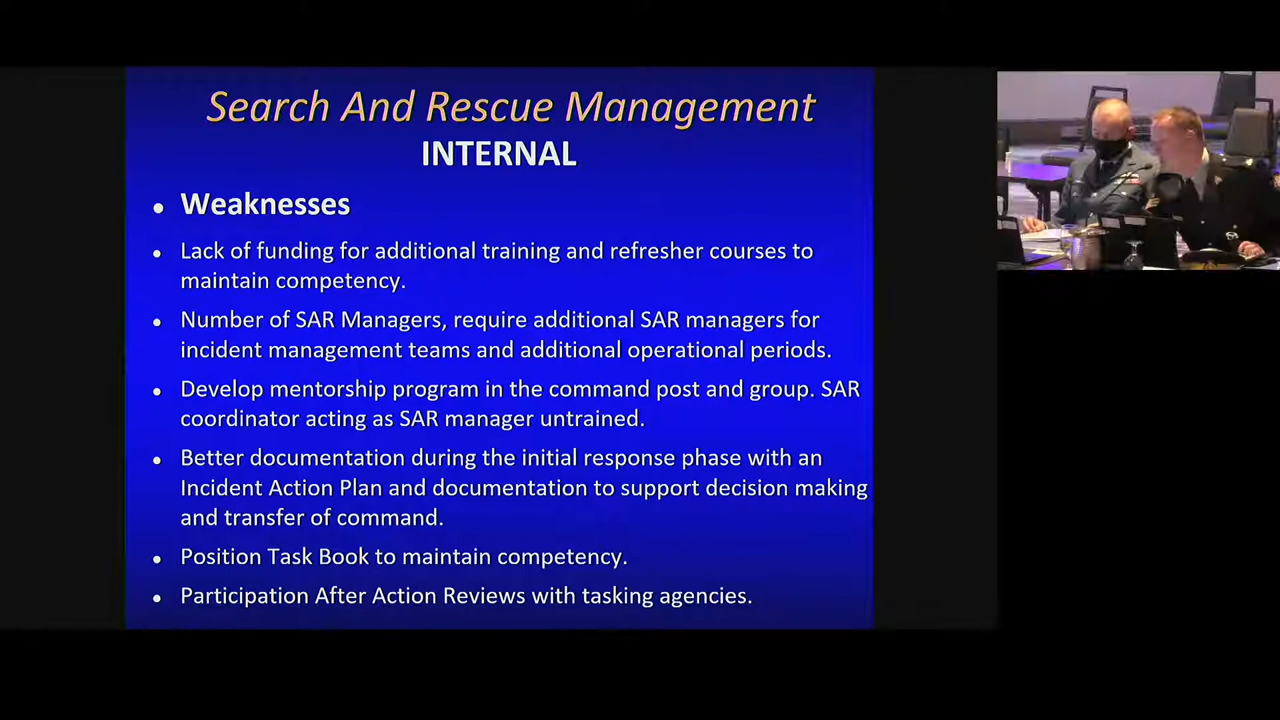 Search And Rescue Management
INTERNAL
• Weaknesses
• Lack of funding for additional training and refresher courses to
maintain competency.
• Number of SAR Managers, require additional SAR managers for
incident management teams and additional operational periods.
• Develop mentorship program in the command post and group. SAR
coordinator acting as SAR manager untrained.
• Better documentation during the initial response phase with an
Incident Action Plan and documentation to support decision making
and transfer of command.
• Position Task Book to maintain competency.
• Participation After Action Reviews with tasking agencies.